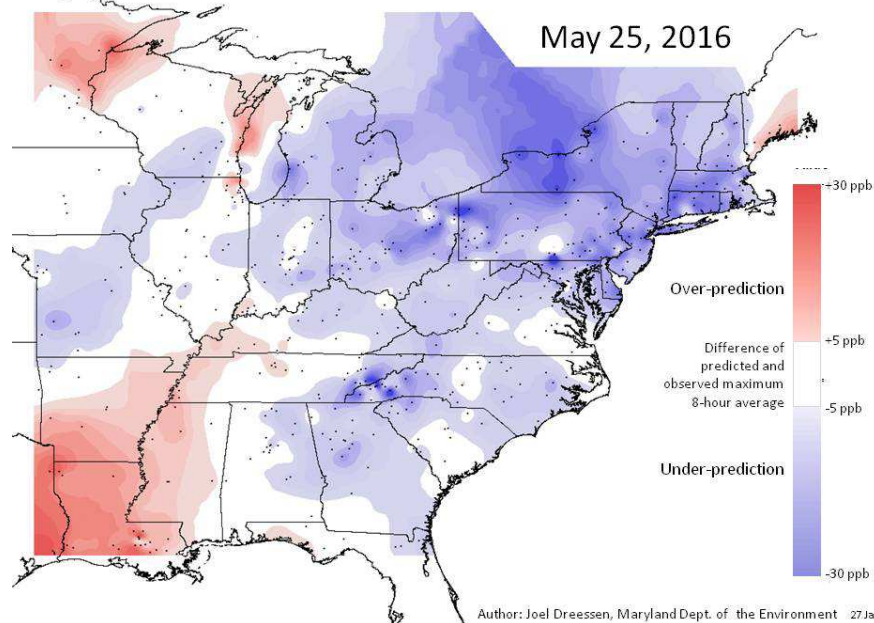 May 25, 2016
+30 ppb
Over-prediction
+5 ppb
Difference of
predicted and
observed maximum
8-hour average
-5 ppb
Under-prediction
-30 ppb
Author: Joel Dreessen, Maryland Dept. of the Environment 27Ja